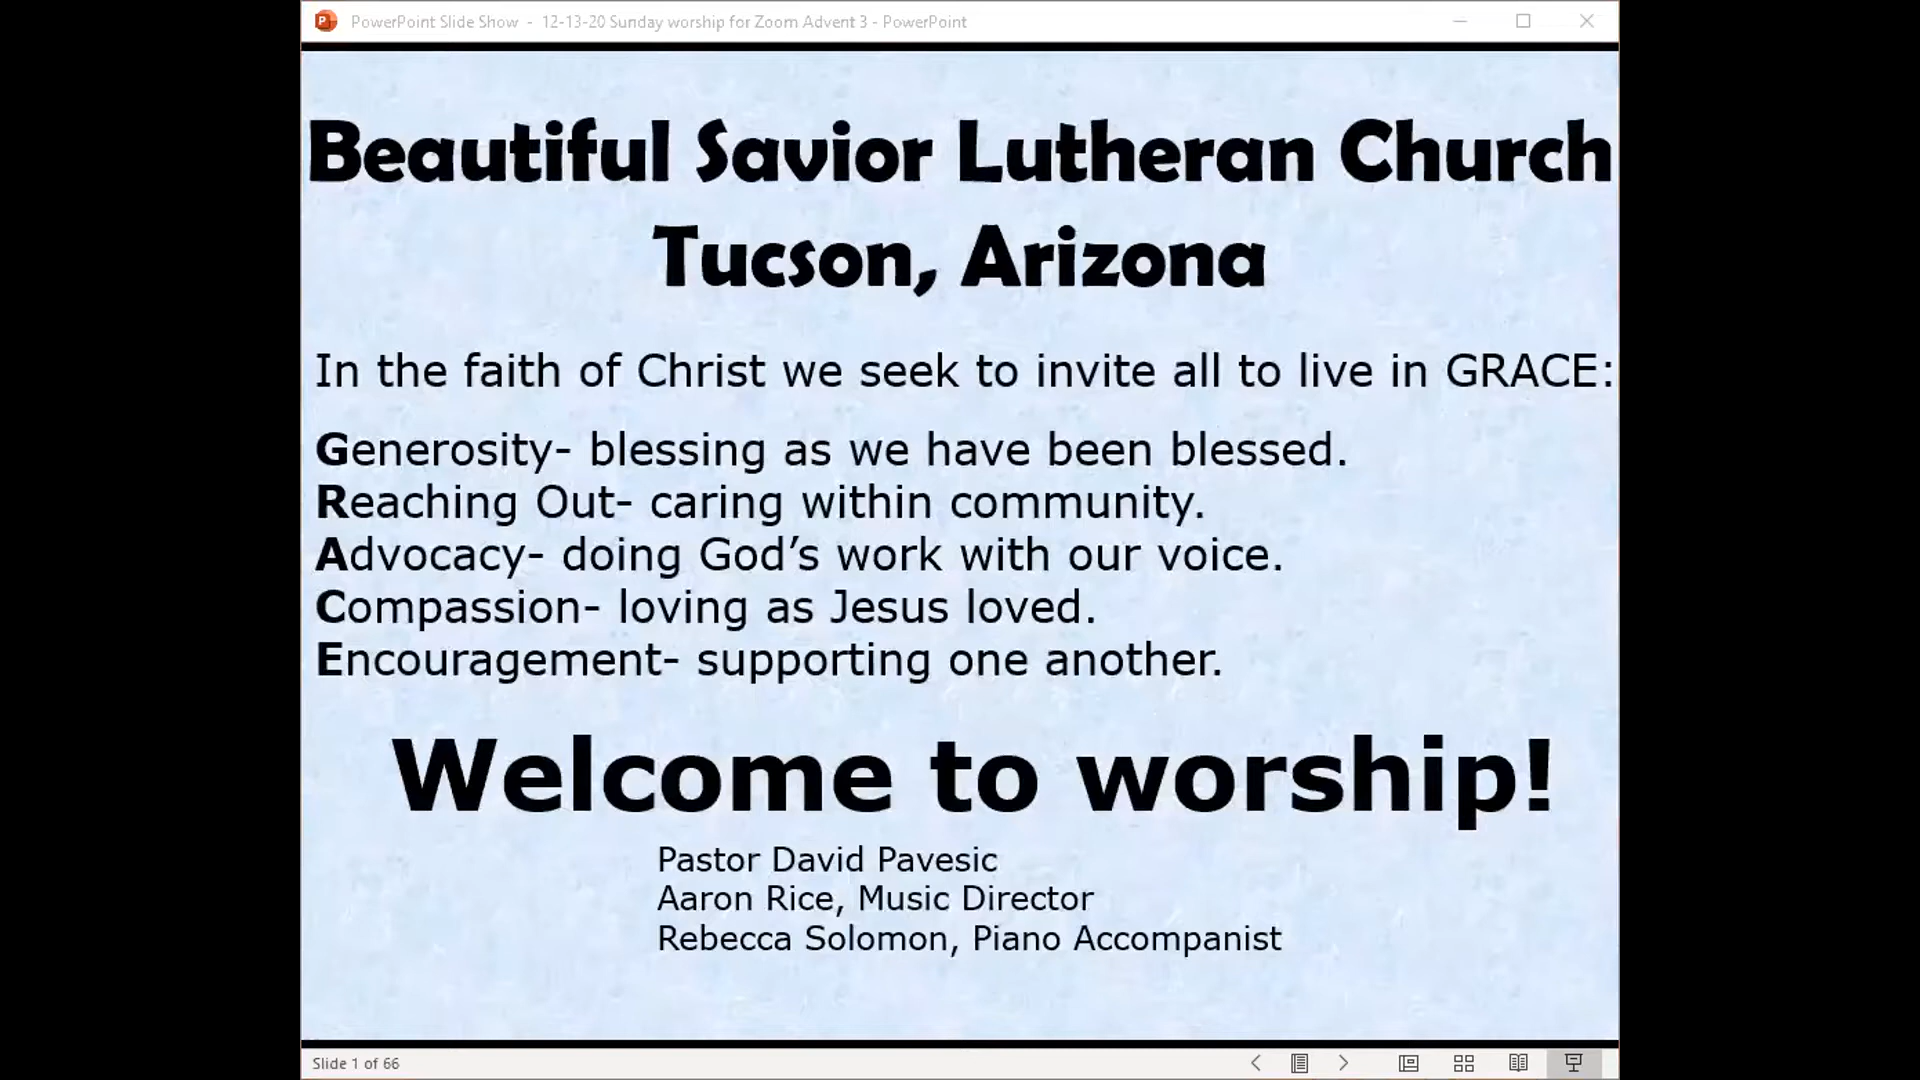 PowerPoint Slide Show - 12-13-20 Sunday worship for Zoom Advent 3 - PowerPoint
Beautiful Savior Lutheran Church
Tucson, Arizona
In the faith of Christ we seek to invite all to live in GRACE:
Generosity- blessing as we have been blessed.
Reaching Out- caring within community.
Advocacy- doing God’s work with our voice.
Compassion- loving as Jesus loved.
Encouragement- supporting one another.
Welcome to worship!
Pastor David Pavesic
Aaron Rice, Music Director
Rebecca Solomon, Piano Accompanist
Slide 1 of 66